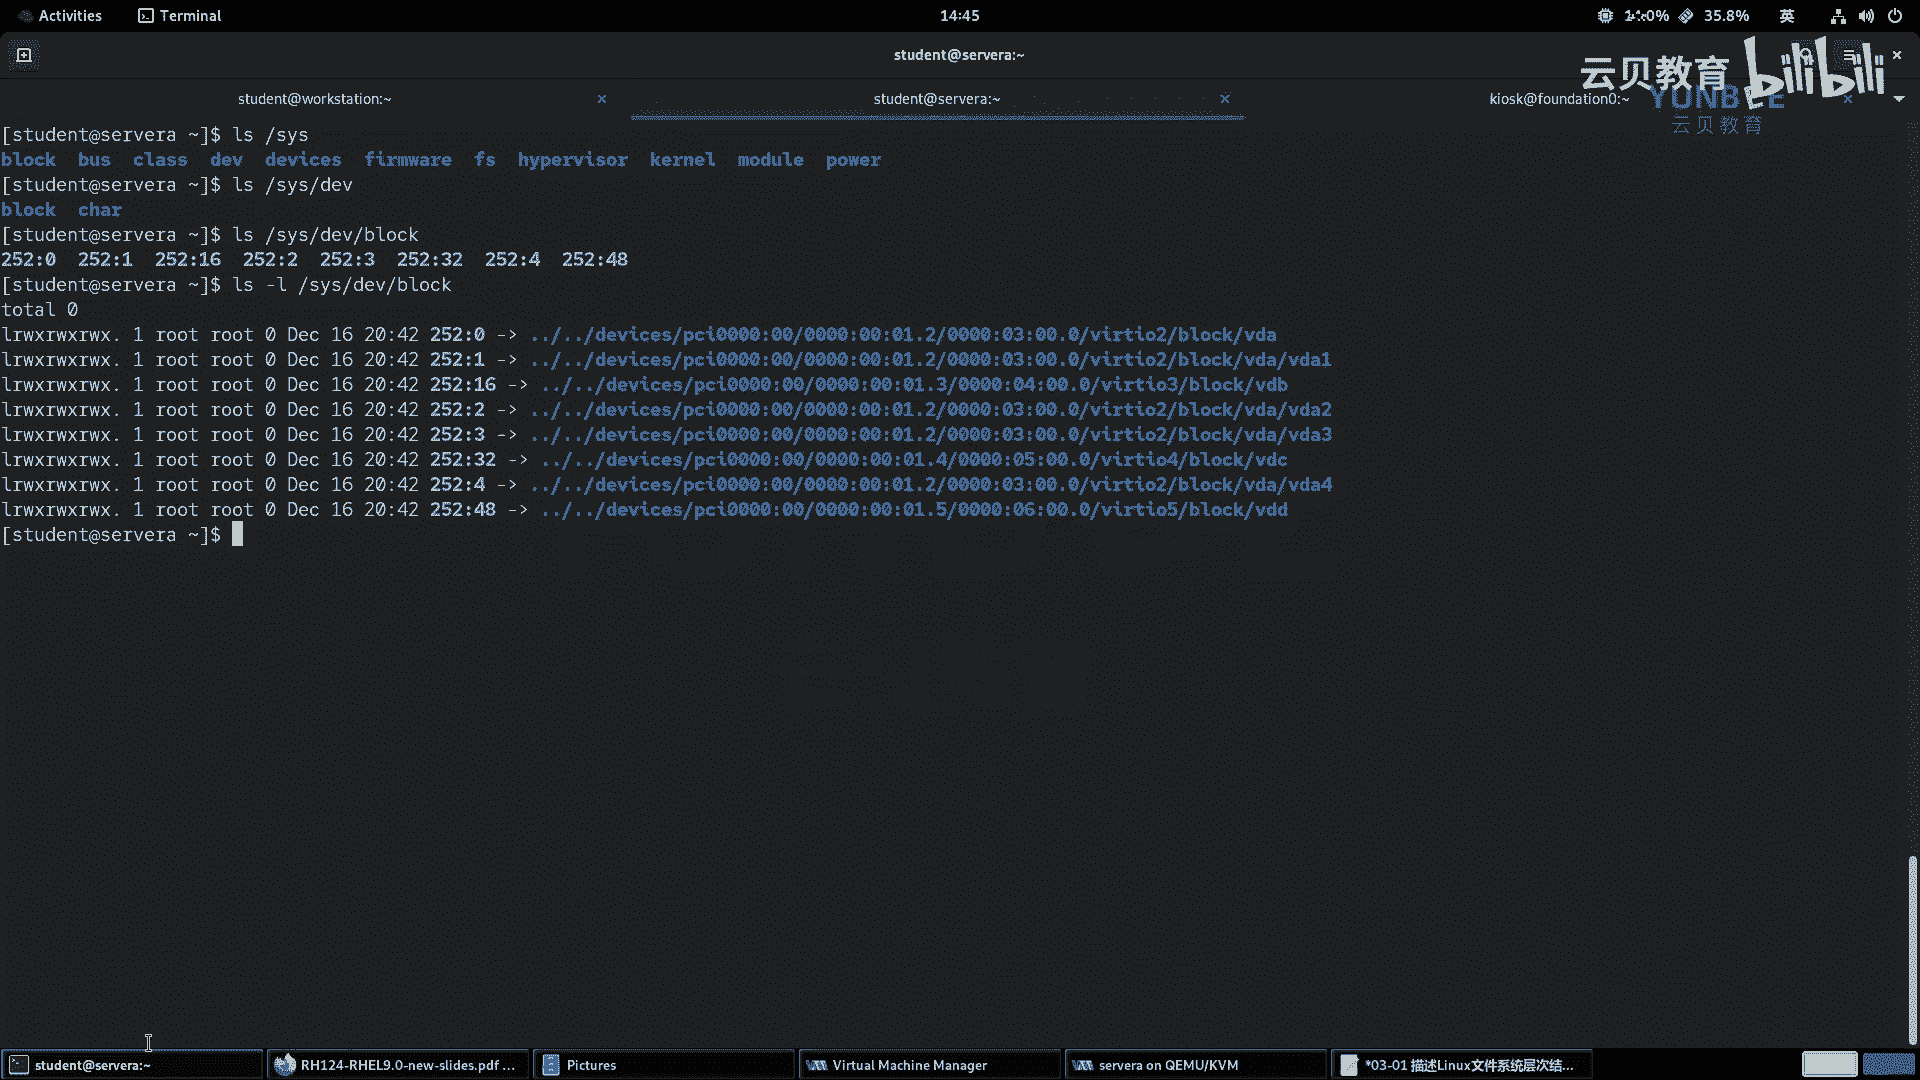 Activities Terminal 14:45 35.8% 英
student@servera:~
云贝教育 bilibili
student@workstation:~ student@servera:~ kiosk@foundation0:~
云贝教育
[student@servera ~]$ ls /sys
block bus class dev devices firmware fs hypervisor kernel module power
[student@servera ~]$ ls /sys/dev
block char
[student@servera ~]$ ls /sys/dev/block
252:0 252:1 252:16 252:2 252:3 252:32 252:4 252:48
[student@servera ~]$ ls -l /sys/dev/block
total 0
lrwxrwxrwx. 1 root root 0 Dec 16 20:42 252:0 -> ../../devices/pci0000:00/0000:00:01.2/0000:03:00.0/virtio2/block/vda
lrwxrwxrwx. 1 root root 0 Dec 16 20:42 252:1 -> ../../devices/pci0000:00/0000:00:01.2/0000:03:00.0/virtio2/block/vda/vda1
lrwxrwxrwx. 1 root root 0 Dec 16 20:42 252:16 -> ../../devices/pci0000:00/0000:00:01.3/0000:04:00.0/virtio3/block/vdb
lrwxrwxrwx. 1 root root 0 Dec 16 20:42 252:2 -> ../../devices/pci0000:00/0000:00:01.2/0000:03:00.0/virtio2/block/vda/vda2
lrwxrwxrwx. 1 root root 0 Dec 16 20:42 252:3 -> ../../devices/pci0000:00/0000:00:01.2/0000:03:00.0/virtio2/block/vda/vda3
lrwxrwxrwx. 1 root root 0 Dec 16 20:42 252:32 -> ../../devices/pci0000:00/0000:00:01.4/0000:05:00.0/virtio4/block/vdc
lrwxrwxrwx. 1 root root 0 Dec 16 20:42 252:4 -> ../../devices/pci0000:00/0000:00:01.2/0000:03:00.0/virtio2/block/vda/vda4
lrwxrwxrwx. 1 root root 0 Dec 16 20:42 252:48 -> ../../devices/pci0000:00/0000:00:01.5/0000:06:00.0/virtio5/block/vdd
[student@servera ~]$
student@servera:~ RH124-RHEL9.0-new-slides.pdf ... Pictures Virtual Machine Manager servera on QEMU/KVM *03-01 描述Linux文件系统层次结...